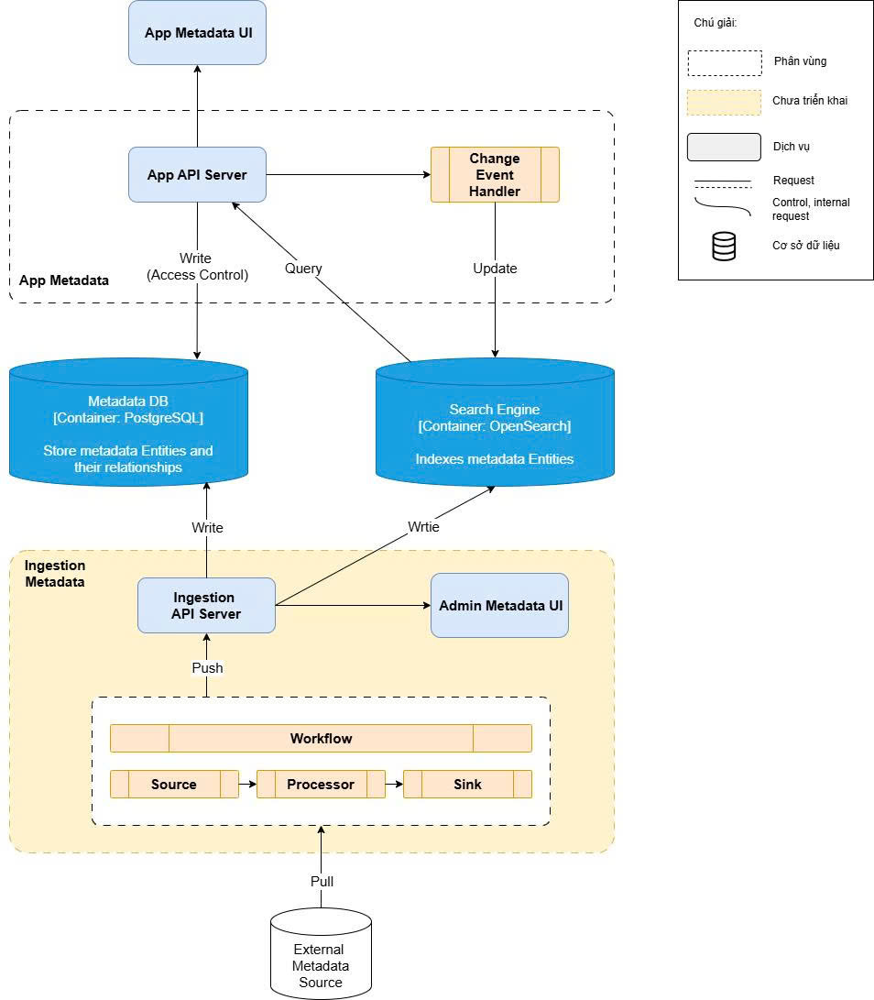 App Metadata UI
Chú giải:
Phân vùng
Chưa triển khai
Dịch vụ
Request
Control, internal
request
Cơ sở dữ liệu
App API Server
Change
Event
Handler
Write
(Access Control)
Query
Update
App Metadata
Metadata DB
[Container: PostgreSQL]
Store metadata Entities and
their relationships
Search Engine
[Container: OpenSearch]
Indexes metadata Entities
Write
Wrtie
Ingestion
Metadata
Ingestion
API Server
Admin Metadata UI
Push
Workflow
Source
Processor
Sink
Pull
External
Metadata
Source